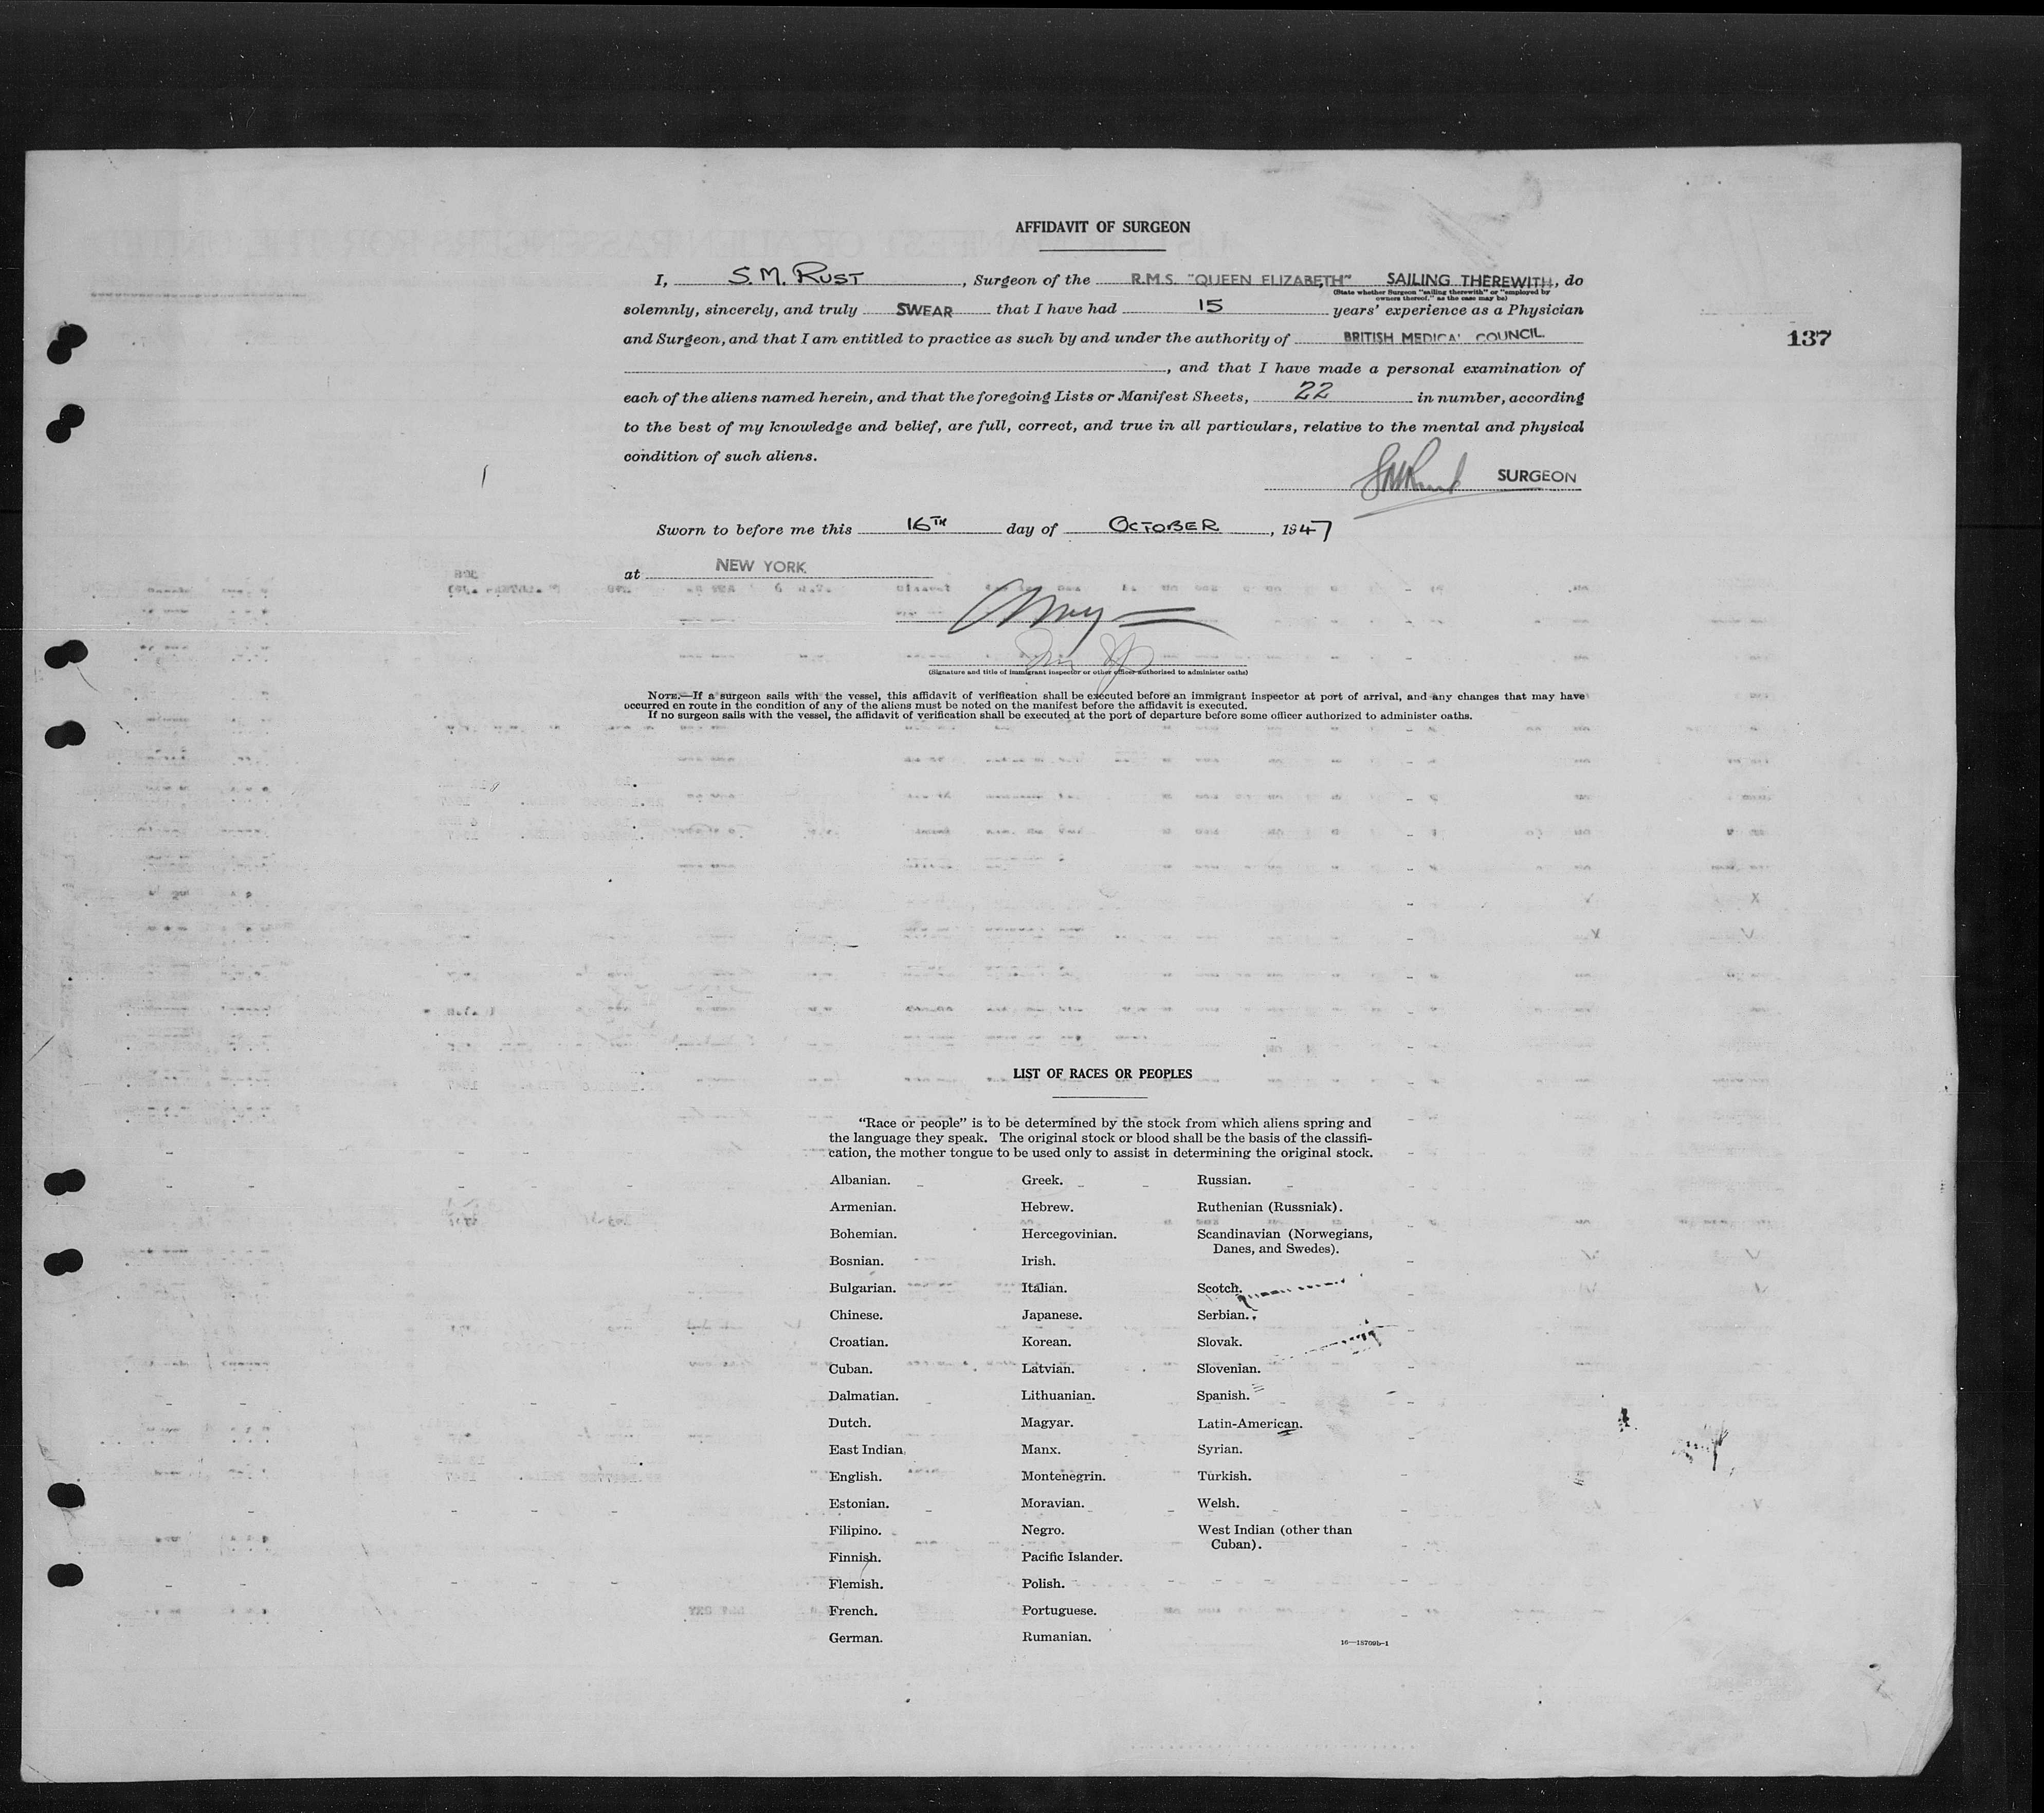 AFFIDAVIT OF SURGEON
I, S. M. RUST, Surgeon of the R.M.S. "QUEEN ELIZABETH" SAILING THEREWITH, do
(State whether Surgeon "sailing therewith" or "employed by
owners thereof," as the case may be)
solemnly, sincerely, and truly SWEAR that I have had 15 years' experience as a Physician
and Surgeon, and that I am entitled to practice as such by and under the authority of BRITISH MEDICA' COUNCIL.
137
, and that I have made a personal examination of
each of the aliens named herein, and that the foregoing Lists or Manifest Sheets, 22 in number, according
to the best of my knowledge and belief, are full, correct, and true in all particulars, relative to the mental and physical
condition of such aliens.
SMRust SURGEON
Sworn to before me this 16TH day of OCTOBER, 1947
at NEW YORK.
(Signature and title of immigrant inspector or other officer authorized to administer oaths)
NOTE.—If a surgeon sails with the vessel, this affidavit of verification shall be executed before an immigrant inspector at port of arrival, and any changes that may have
occurred en route in the condition of any of the aliens must be noted on the manifest before the affidavit is executed.
If no surgeon sails with the vessel, the affidavit of verification shall be executed at the port of departure before some officer authorized to administer oaths.
LIST OF RACES OR PEOPLES
"Race or people" is to be determined by the stock from which aliens spring and
the language they speak. The original stock or blood shall be the basis of the classifi-
cation, the mother tongue to be used only to assist in determining the original stock.
Albanian.
Armenian.
Bohemian.
Bosnian.
Bulgarian.
Chinese.
Croatian.
Cuban.
Dalmatian.
Dutch.
East Indian.
English.
Estonian.
Filipino.
Finnish.
Flemish.
French.
German.
Greek.
Hebrew.
Hercegovinian.
Irish.
Italian.
Japanese.
Korean.
Latvian.
Lithuanian.
Magyar.
Manx.
Montenegrin.
Moravian.
Negro.
Pacific Islander.
Polish.
Portuguese.
Rumanian.
Russian.
Ruthenian (Russniak).
Scandinavian (Norwegians,
Danes, and Swedes).
Scotch.
Serbian.
Slovak.
Slovenian.
Spanish.
Latin-American.
Syrian.
Turkish.
Welsh.
West Indian (other than
Cuban).
16—18709b-1